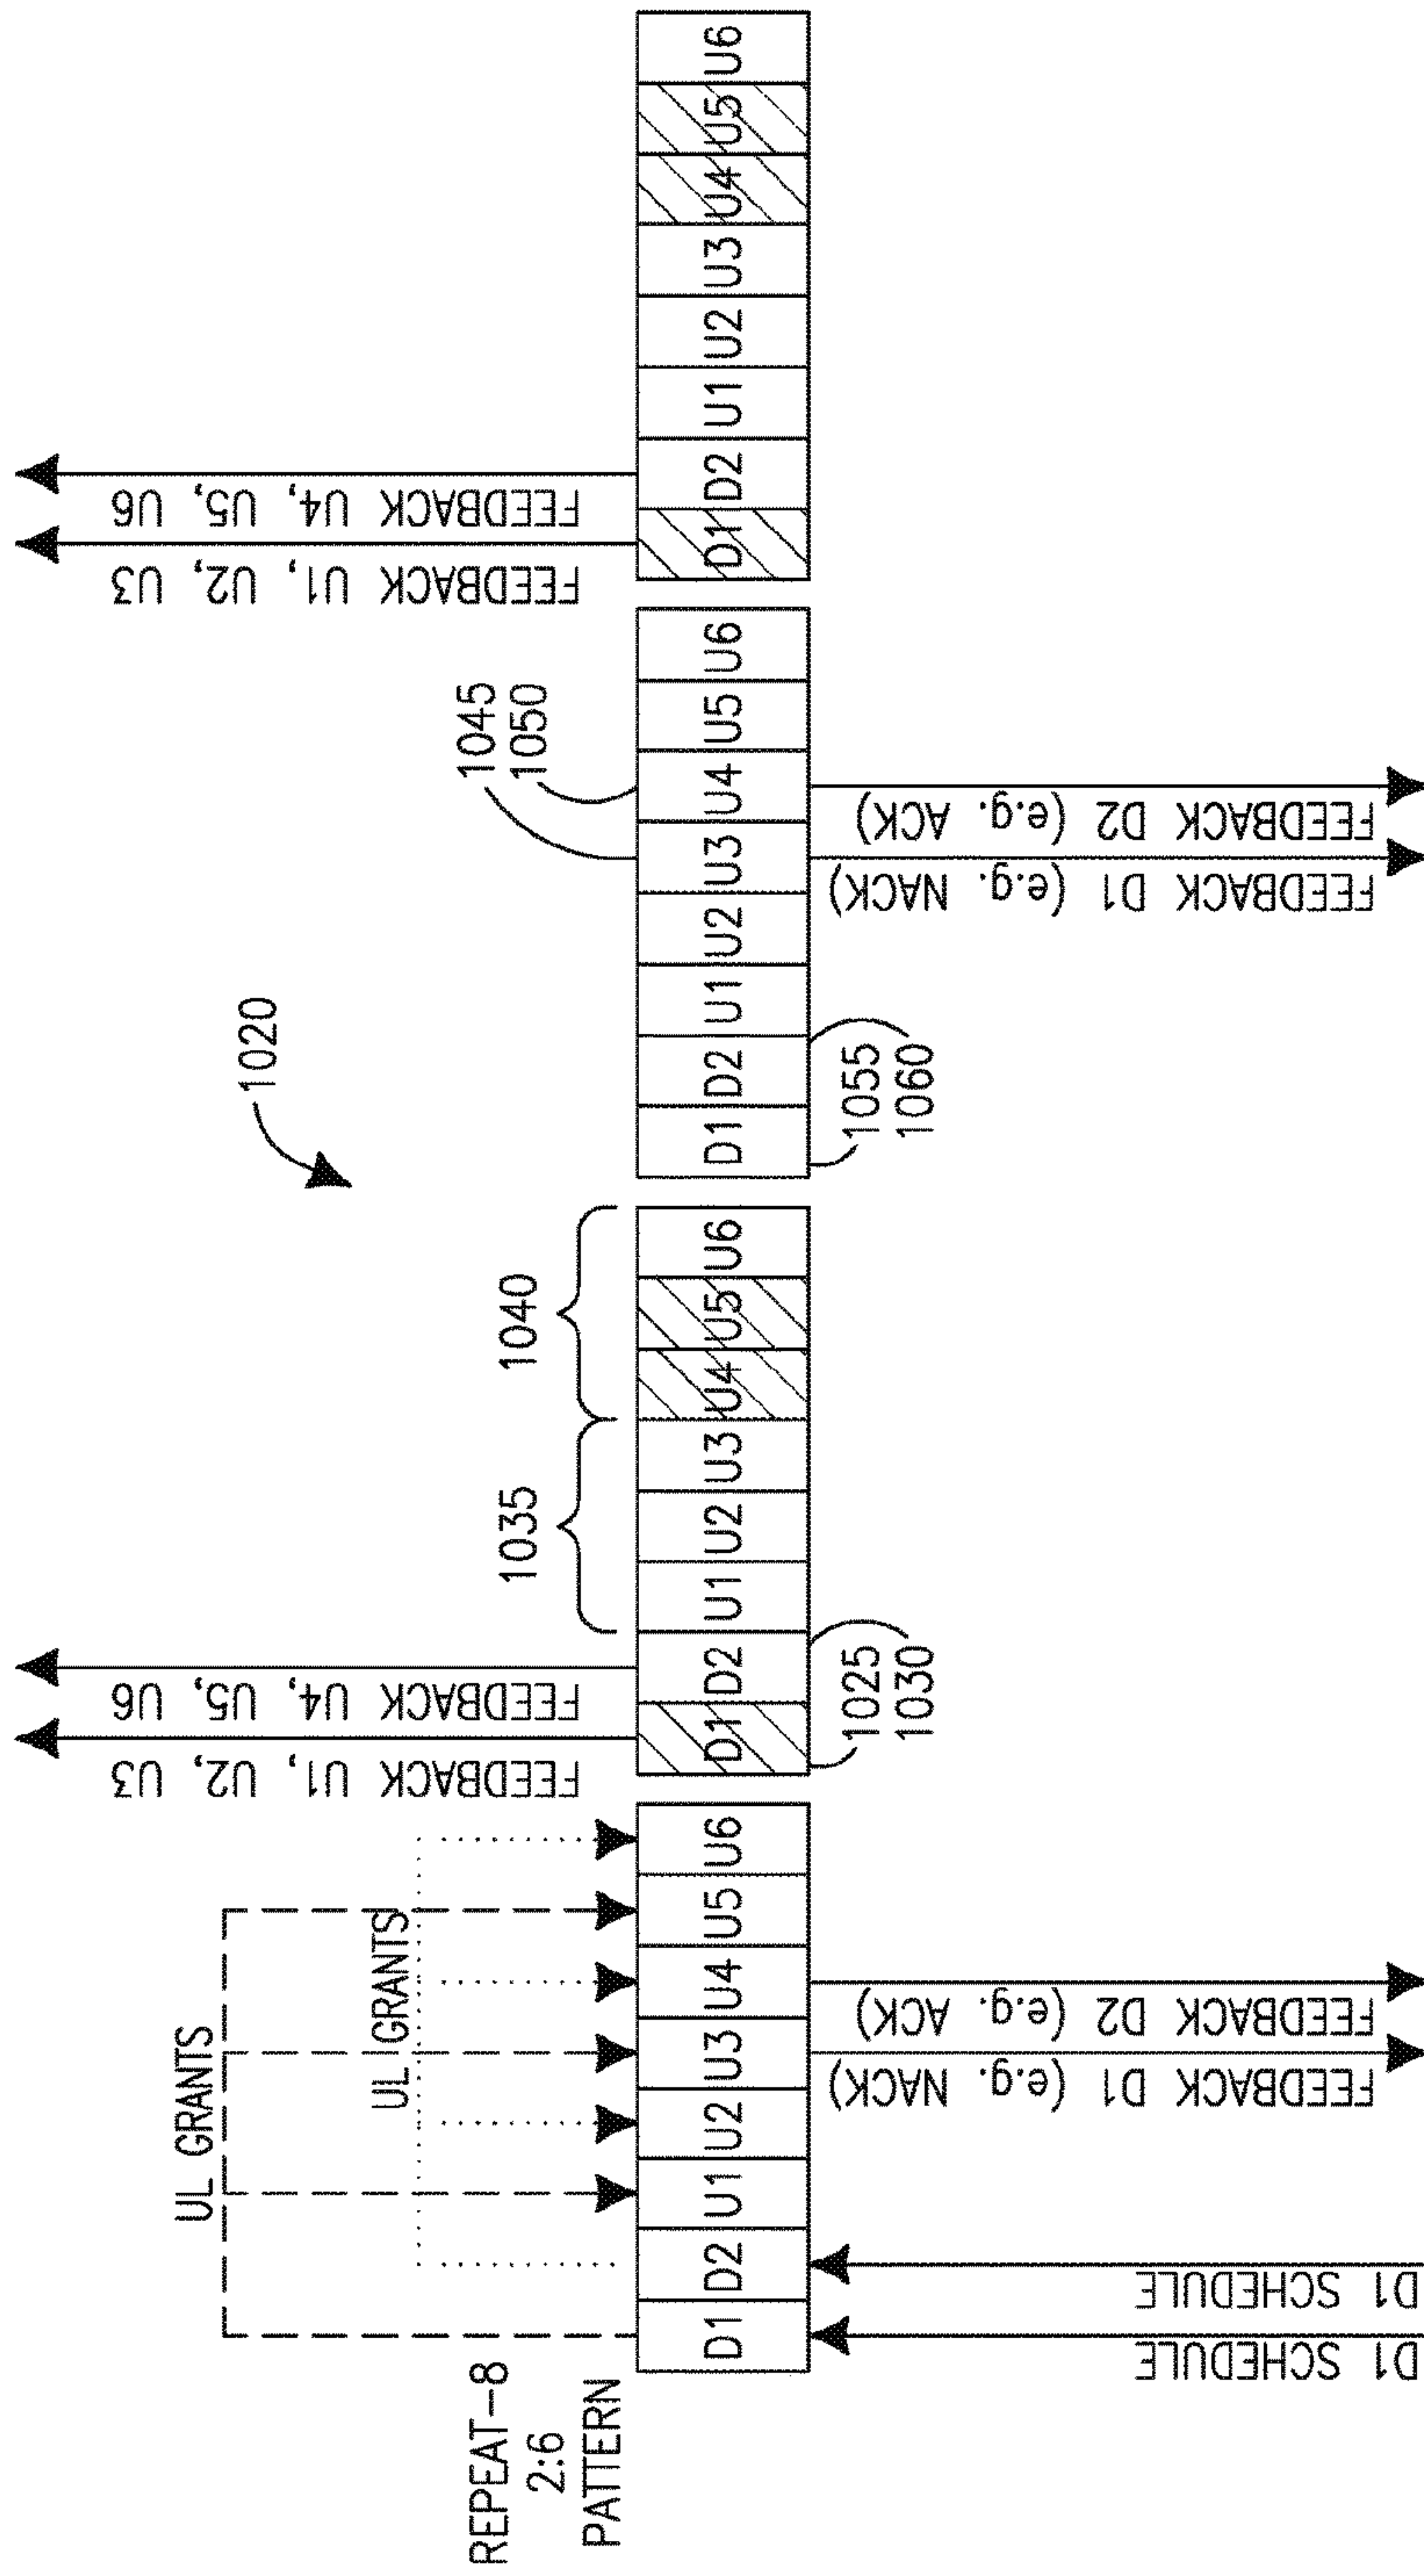 1020
REPEAT-8
2:6
PATTERN
UL GRANTS
UL GRANTS
FEEDBACK U1, U2, U3
FEEDBACK U4, U5, U6
1035
1040
1045
1050
FEEDBACK U1, U2, U3
FEEDBACK U4, U5, U6
D1 D2 U1 U2 U3 U4 U5 U6
D1 D2 U1 U2 U3 U4 U5 U6
D1 D2 U1 U2 U3 U4 U5 U6
D1 D2 U1 U2 U3 U4 U5 U6
D1 SCHEDULE
D1 SCHEDULE
FEEDBACK D1 (e.g. NACK)
FEEDBACK D2 (e.g. ACK)
1025
1030
1055
1060
FEEDBACK D1 (e.g. NACK)
FEEDBACK D2 (e.g. ACK)